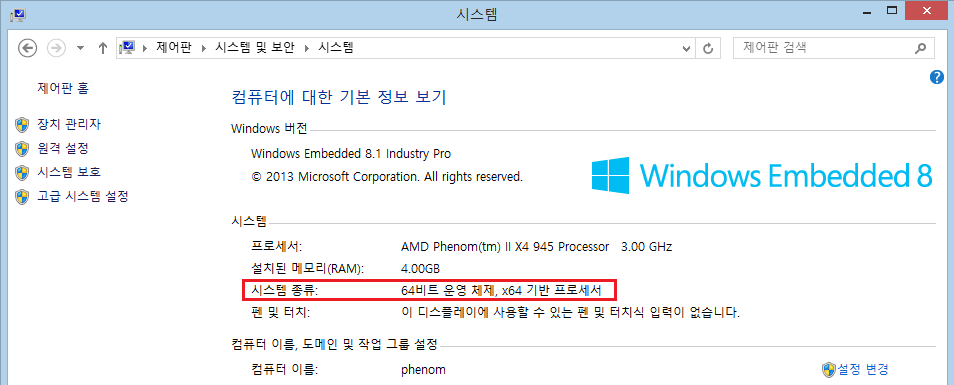 시스템
제어판 시스템 및 보안 시스템
제어판 검색
제어판 홈
장치 관리자
원격 설정
시스템 보호
고급 시스템 설정
컴퓨터에 대한 기본 정보 보기
Windows 버전
Windows Embedded 8.1 Industry Pro
© 2013 Microsoft Corporation. All rights reserved.
Windows Embedded 8
시스템
프로세서: AMD Phenom(tm) II X4 945 Processor 3.00 GHz
설치된 메모리(RAM): 4.00GB
시스템 종류: 64비트 운영 체제, x64 기반 프로세서
펜 및 터치: 이 디스플레이에 사용할 수 있는 펜 및 터치식 입력이 없습니다.
컴퓨터 이름, 도메인 및 작업 그룹 설정
컴퓨터 이름: phenom
설정 변경